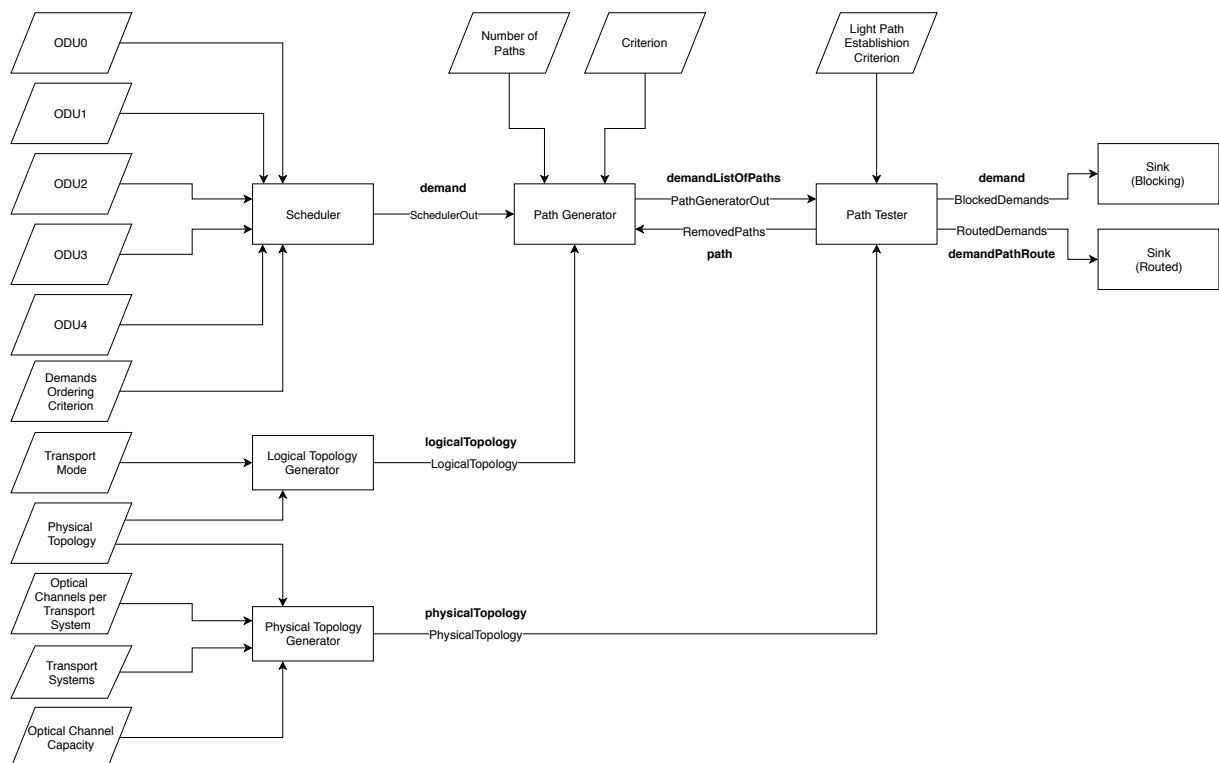 ODU0
Number of
Paths
Criterion
Light Path
Establishion
Criterion
ODU1
ODU2
demand
demandListOfPaths
demand
Sink
(Blocking)
Scheduler
SchedulerOut
Path Generator
PathGeneratorOut
Path Tester
BlockedDemands
RemovedPaths
RoutedDemands
ODU3
path
demandPathRoute
Sink
(Routed)
ODU4
Demands
Ordering
Criterion
Transport
Mode
Logical Topology
Generator
logicalTopology
LogicalTopology
Physical
Topology
Optical
Channels per
Transport
System
Physical Topology
Generator
physicalTopology
PhysicalTopology
Transport
Systems
Optical Channel
Capacity